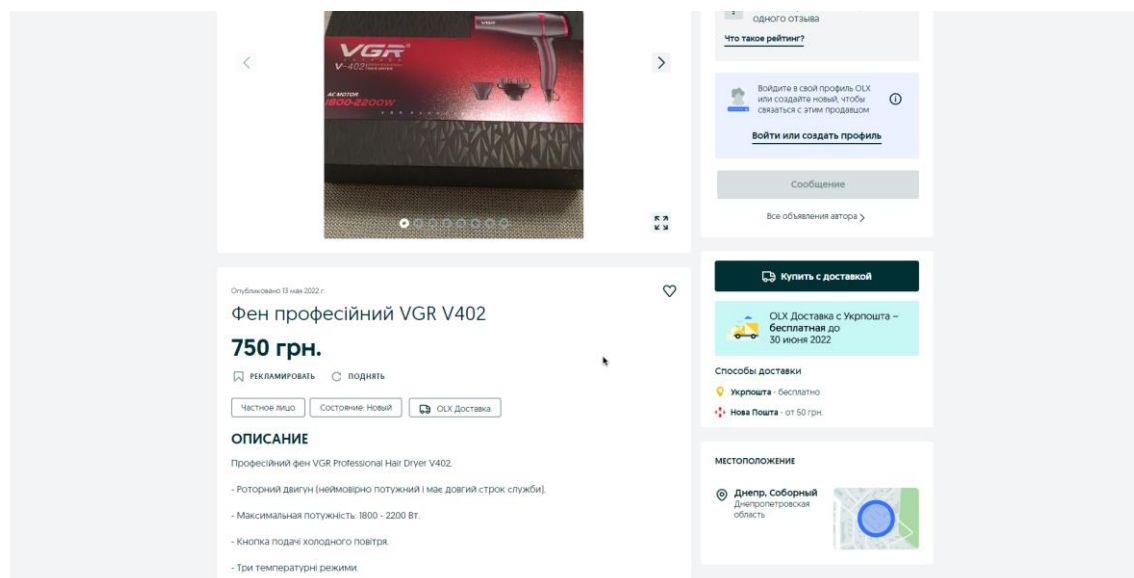 VGR
VGR
V-402
AC MOTOR
1800-2200W
Опубликовано 13 мая 2022 г.
Фен професійний VGR V402
750 грн.
РЕКЛАМИРОВАТЬ
ПОДНЯТЬ
Частное лицо
Состояние: Новый
OLX Доставка
ОПИСАНИЕ
Професійний фен VGR Professional Hair Dryer V402.
- Роторний двигун (неймовірно потужний і має довгий строк служби).
- Максимальная потужність: 1800 - 2200 Вт.
- Кнопка подачі холодного повітря.
- Три температурні режими.
одного отзыва
Что такое рейтинг?
Войдите в свой профиль OLX
или создайте новый, чтобы
связаться с этим продавцом
Войти или создать профиль
Сообщение
Все объявления автора
Купить с доставкой
OLX Доставка с Укрпошта –
бесплатная до
30 июня 2022
Способы доставки
Укрпошта - бесплатно
Нова Пошта - от 50 грн.
МЕСТОПОЛОЖЕНИЕ
Днепр, Соборный
Днепропетровская
область